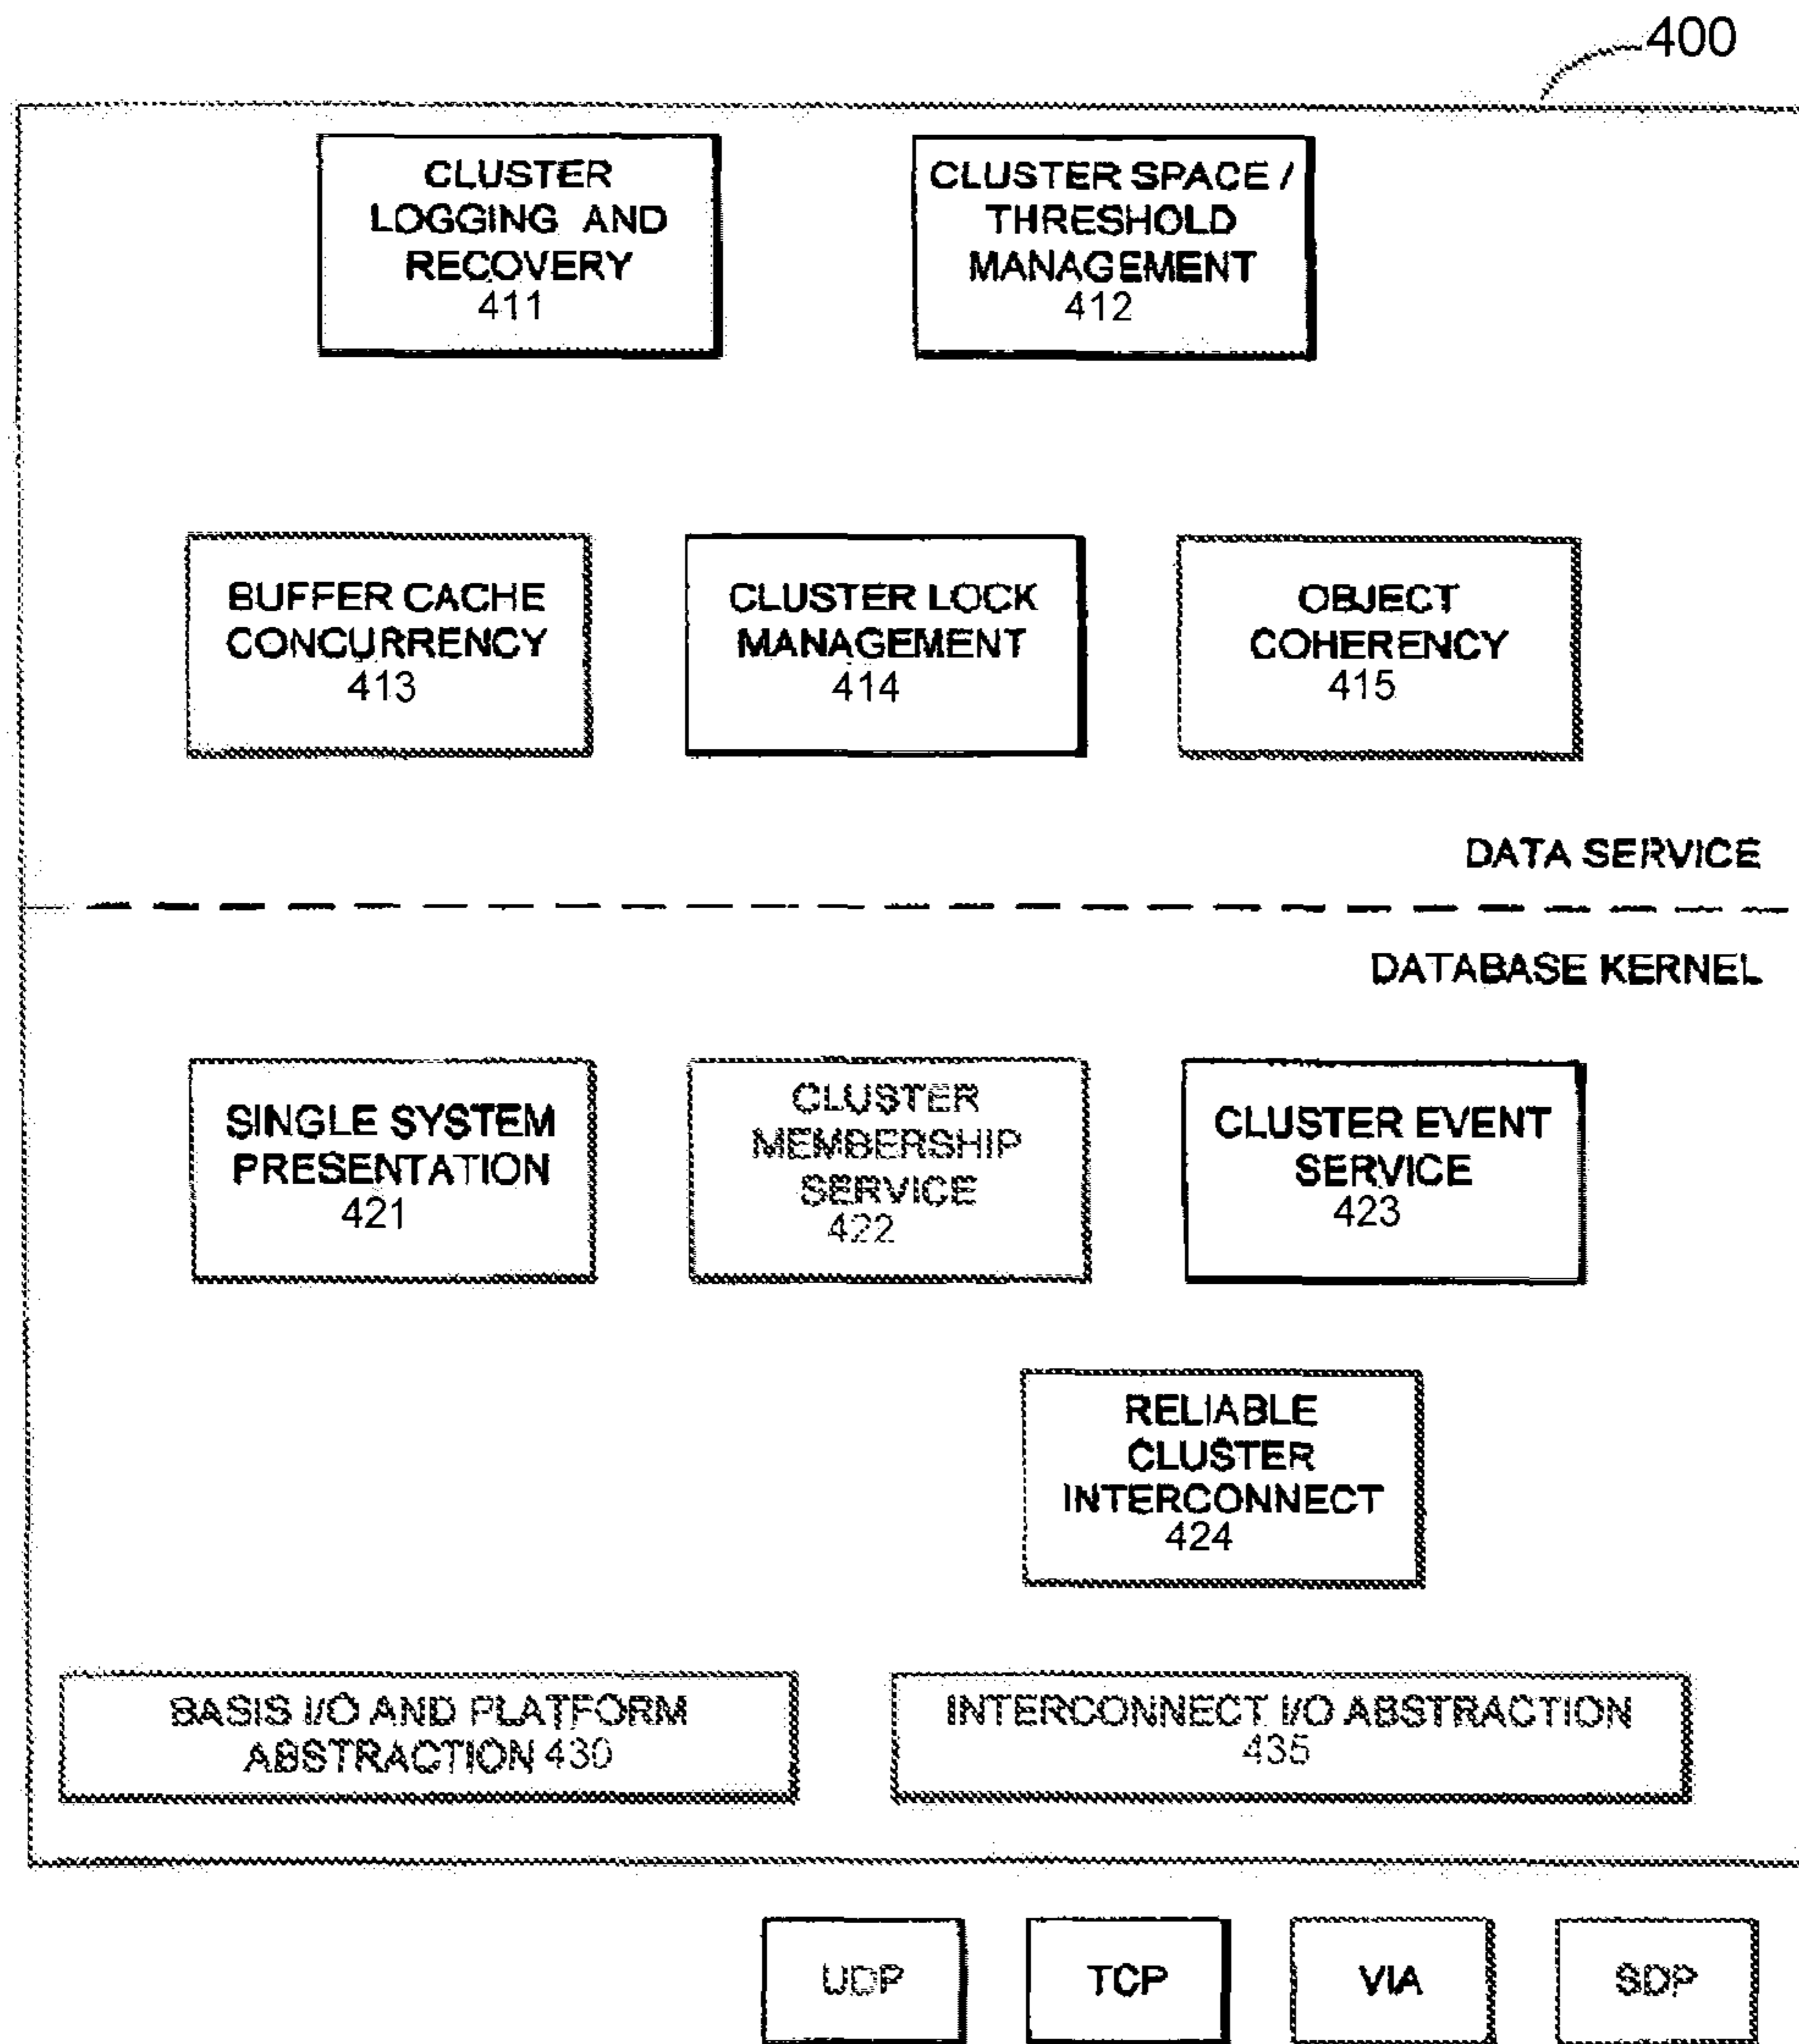 400
CLUSTER
LOGGING AND
RECOVERY
411
CLUSTER SPACE /
THRESHOLD
MANAGEMENT
412
BUFFER CACHE
CONCURRENCY
413
CLUSTER LOCK
MANAGEMENT
414
OBJECT
COHERENCY
415
DATA SERVICE
DATABASE KERNEL
SINGLE SYSTEM
PRESENTATION
421
CLUSTER
MEMBERSHIP
SERVICE
422
CLUSTER EVENT
SERVICE
423
RELIABLE
CLUSTER
INTERCONNECT
424
BASIS I/O AND PLATFORM
ABSTRACTION 430
INTERCONNECT I/O ABSTRACTION
435
UDP
TCP
VIA
SDP